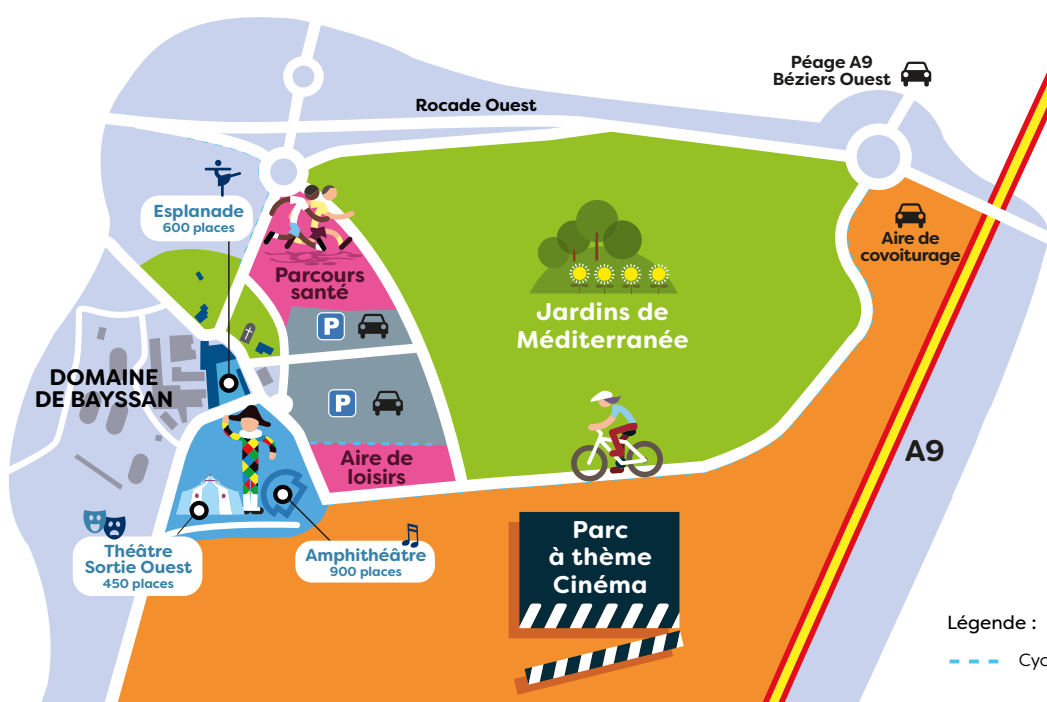 Péage A9
Béziers Ouest
Rocade Ouest
Esplanade
600 places
Aire de
covoiturage
Parcours
santé
Jardins de
Méditerranée
P
DOMAINE
DE BAYSSAN
P
A9
Aire de
loisirs
Parc
à thème
Cinéma
Théâtre
Sortie Ouest
450 places
Amphithéâtre
900 places
Légende :
Cyc